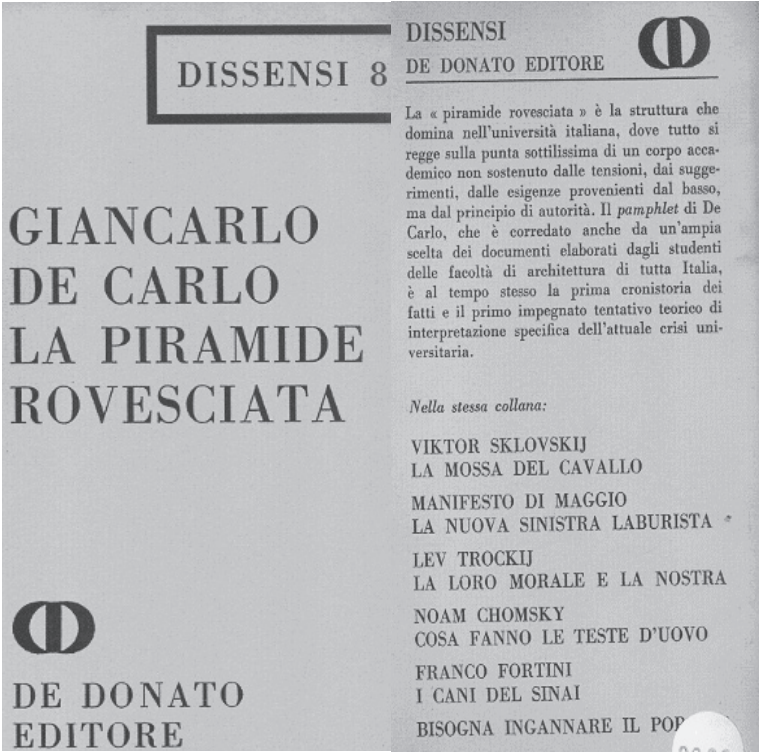 DISSENSI 8
GIANCARLO
DE CARLO
LA PIRAMIDE
ROVESCIATA
DE DONATO
EDITORE
DISSENSI
DE DONATO EDITORE
La « piramide rovesciata » è la struttura che
domina nell'università italiana, dove tutto si
regge sulla punta sottilissima di un corpo acca-
demico non sostenuto dalle tensioni, dai sugge-
rimenti, dalle esigenze provenienti dal basso,
ma dal principio di autorità. Il pamphlet di De
Carlo, che è corredato anche da un'ampia
scelta dei documenti elaborati dagli studenti
delle facoltà di architettura di tutta Italia,
è al tempo stesso la prima cronistoria dei
fatti e il primo impegnato tentativo teorico di
interpretazione specifica dell'attuale crisi uni-
versitaria.
Nella stessa collana:
VIKTOR SKLOVSKIJ
LA MOSSA DEL CAVALLO
MANIFESTO DI MAGGIO
LA NUOVA SINISTRA LABURISTA
LEV TROCKIJ
LA LORO MORALE E LA NOSTRA
NOAM CHOMSKY
COSA FANNO LE TESTE D'UOVO
FRANCO FORTINI
I CANI DEL SINAI
BISOGNA INGANNARE IL POP